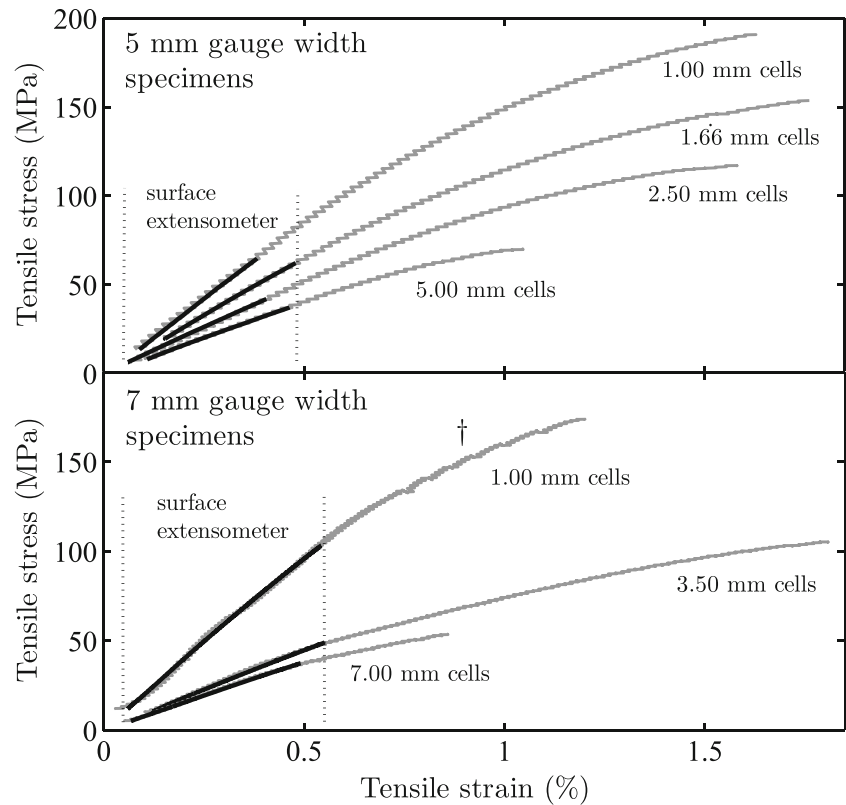 200
150
100
50
0
Tensile stress (MPa)
5 mm gauge width
specimens
surface
extensometer
1.00 mm cells
1.6̇6 mm cells
2.50 mm cells
5.00 mm cells
150
100
50
0
Tensile stress (MPa)
7 mm gauge width
specimens
surface
extensometer
†
1.00 mm cells
3.50 mm cells
7.00 mm cells
0 0.5 1 1.5
Tensile strain (%)